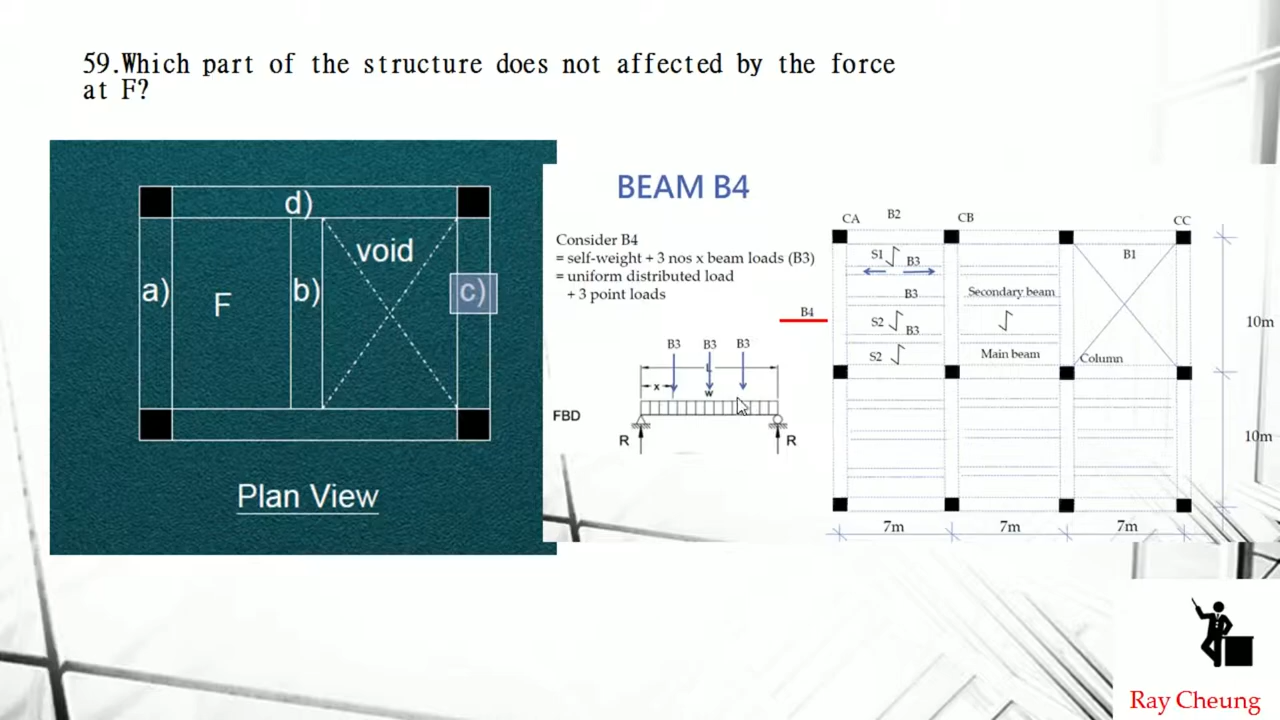 59.Which part of the structure does not affected by the force
at F?
d)
void
a)
F
b)
c)
Plan View
BEAM B4
Consider B4
= self-weight + 3 nos x beam loads (B3)
= uniform distributed load
+ 3 point loads
B3 B3 B3
L
x
w
FBD
R R
CA B2 CB CC
S1 B3 B1
B3 Secondary beam
B4
S2 B3
10m
S2 Main beam Column
10m
7m 7m 7m
Ray Cheung